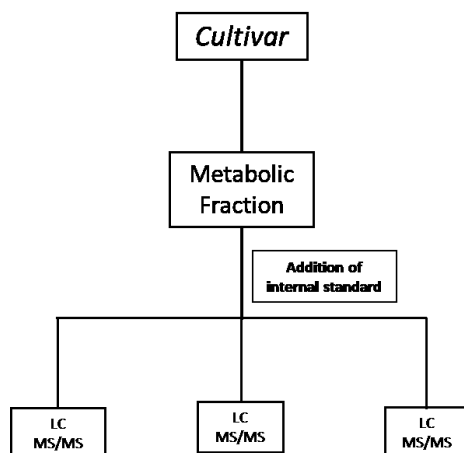 Cultivar
Metabolic
Fraction
Addition of
internal standard
LC
MS/MS
LC
MS/MS
LC
MS/MS